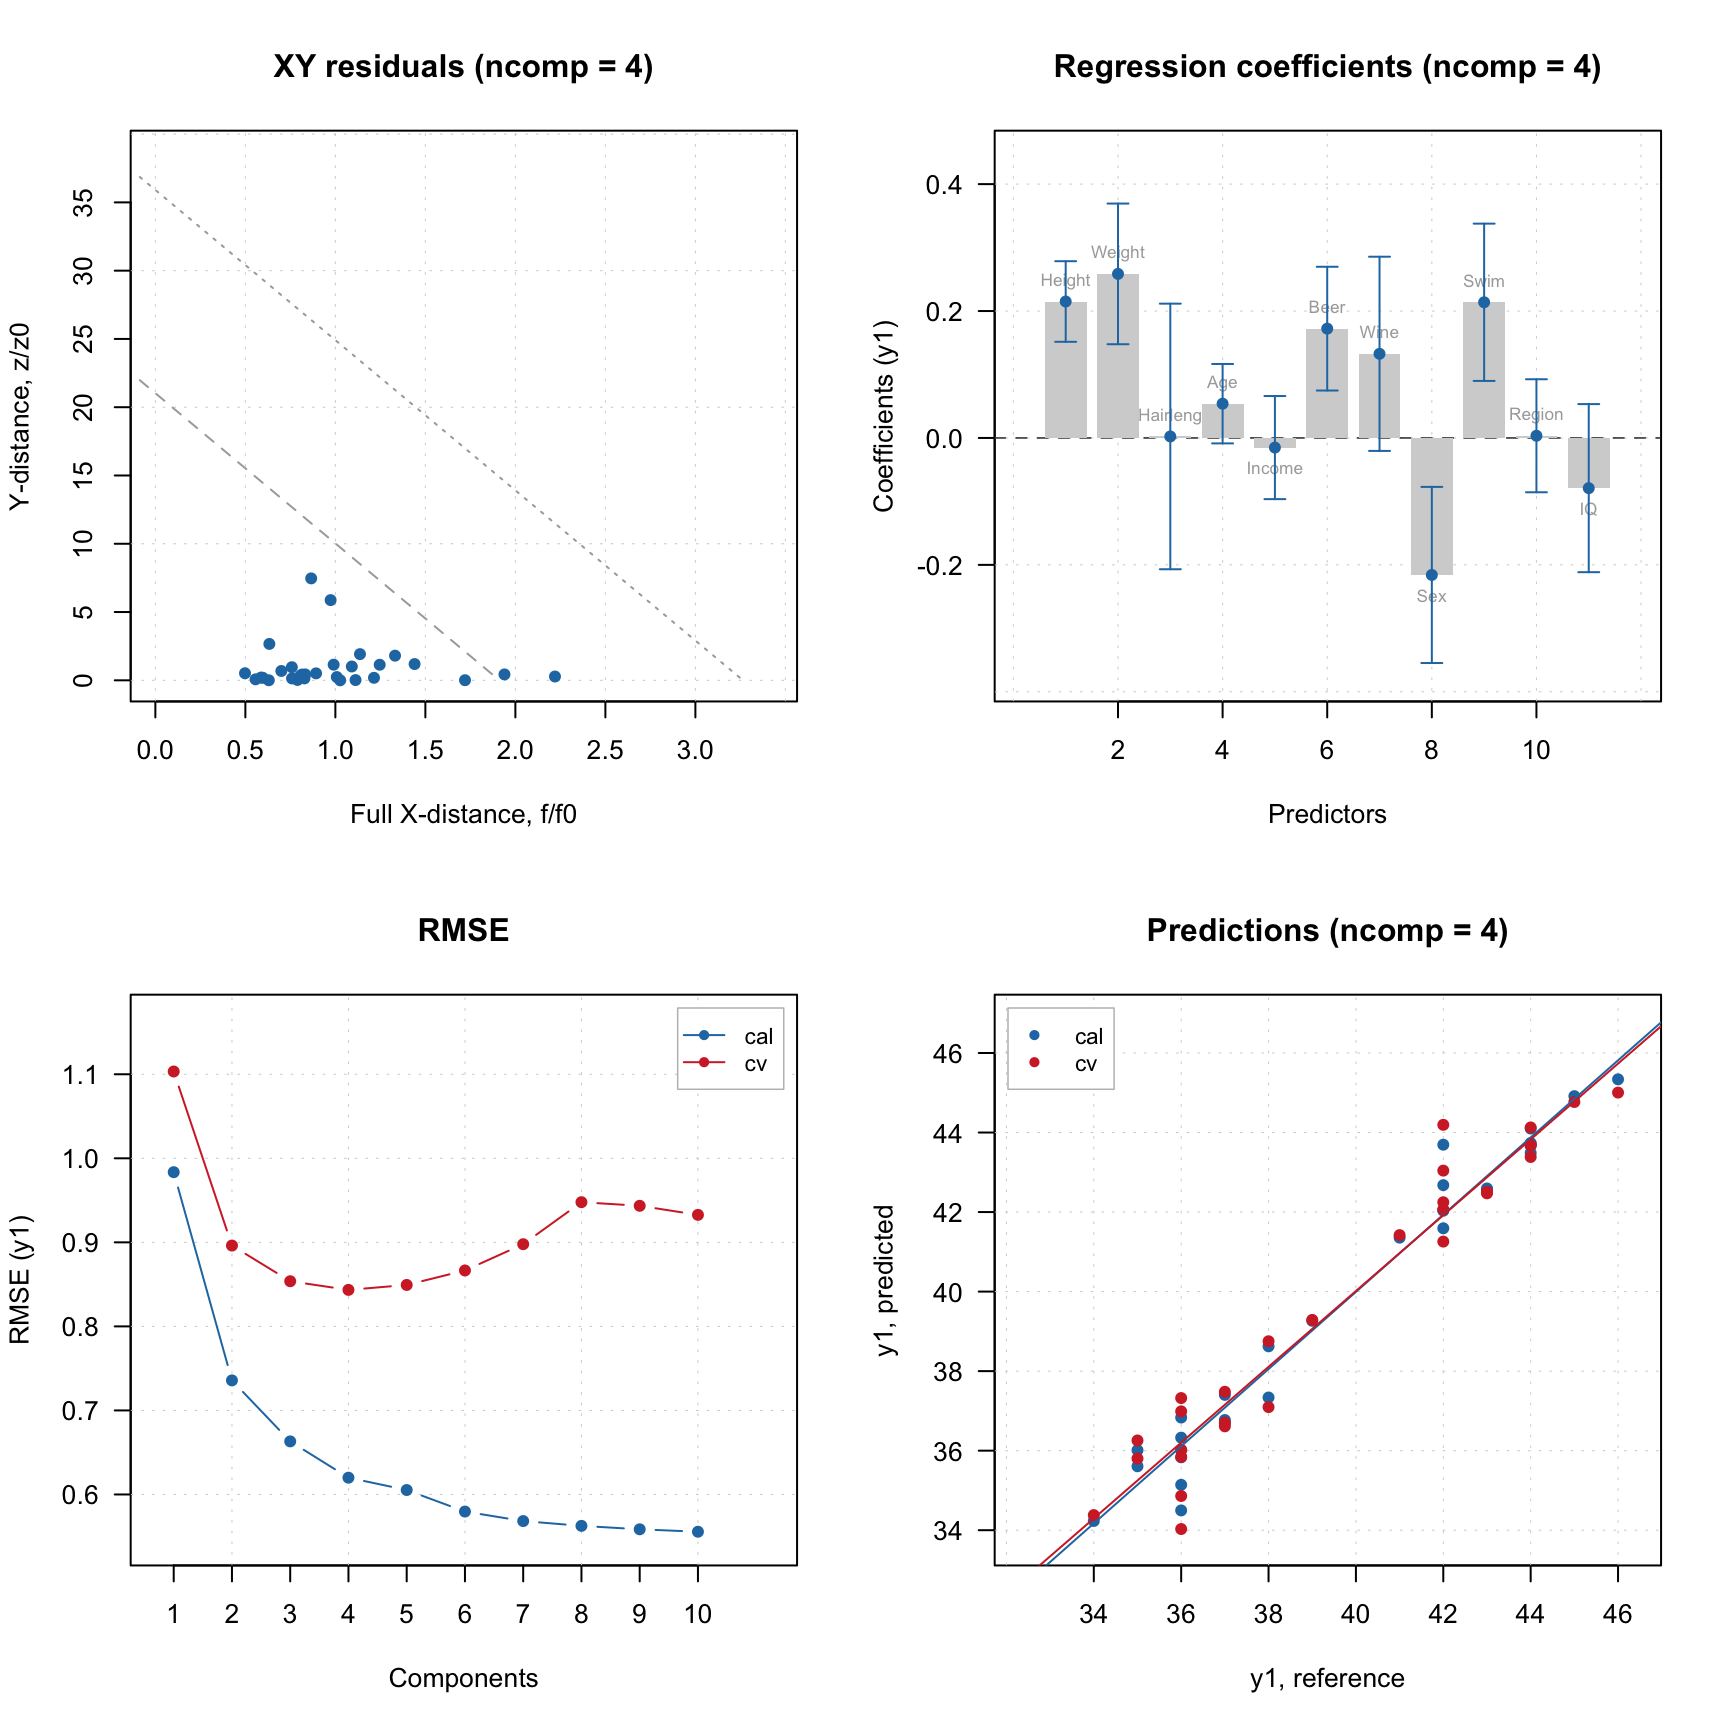 XY residuals (ncomp = 4)
35
30
25
20
15
10
5
0
Y-distance, z/z0
0.0 0.5 1.0 1.5 2.0 2.5 3.0
Full X-distance, f/f0
Regression coefficients (ncomp = 4)
0.4
0.2
0.0
-0.2
Coefficients (y1)
Height
Weight
Hairleng
Age
Income
Beer
Wine
Sex
Swim
Region
IQ
2 4 6 8 10
Predictors
RMSE
cal
cv
1.1
1.0
0.9
0.8
0.7
0.6
RMSE (y1)
1 2 3 4 5 6 7 8 9 10
Components
Predictions (ncomp = 4)
cal
cv
46
44
42
40
38
36
34
y1, predicted
34 36 38 40 42 44 46
y1, reference